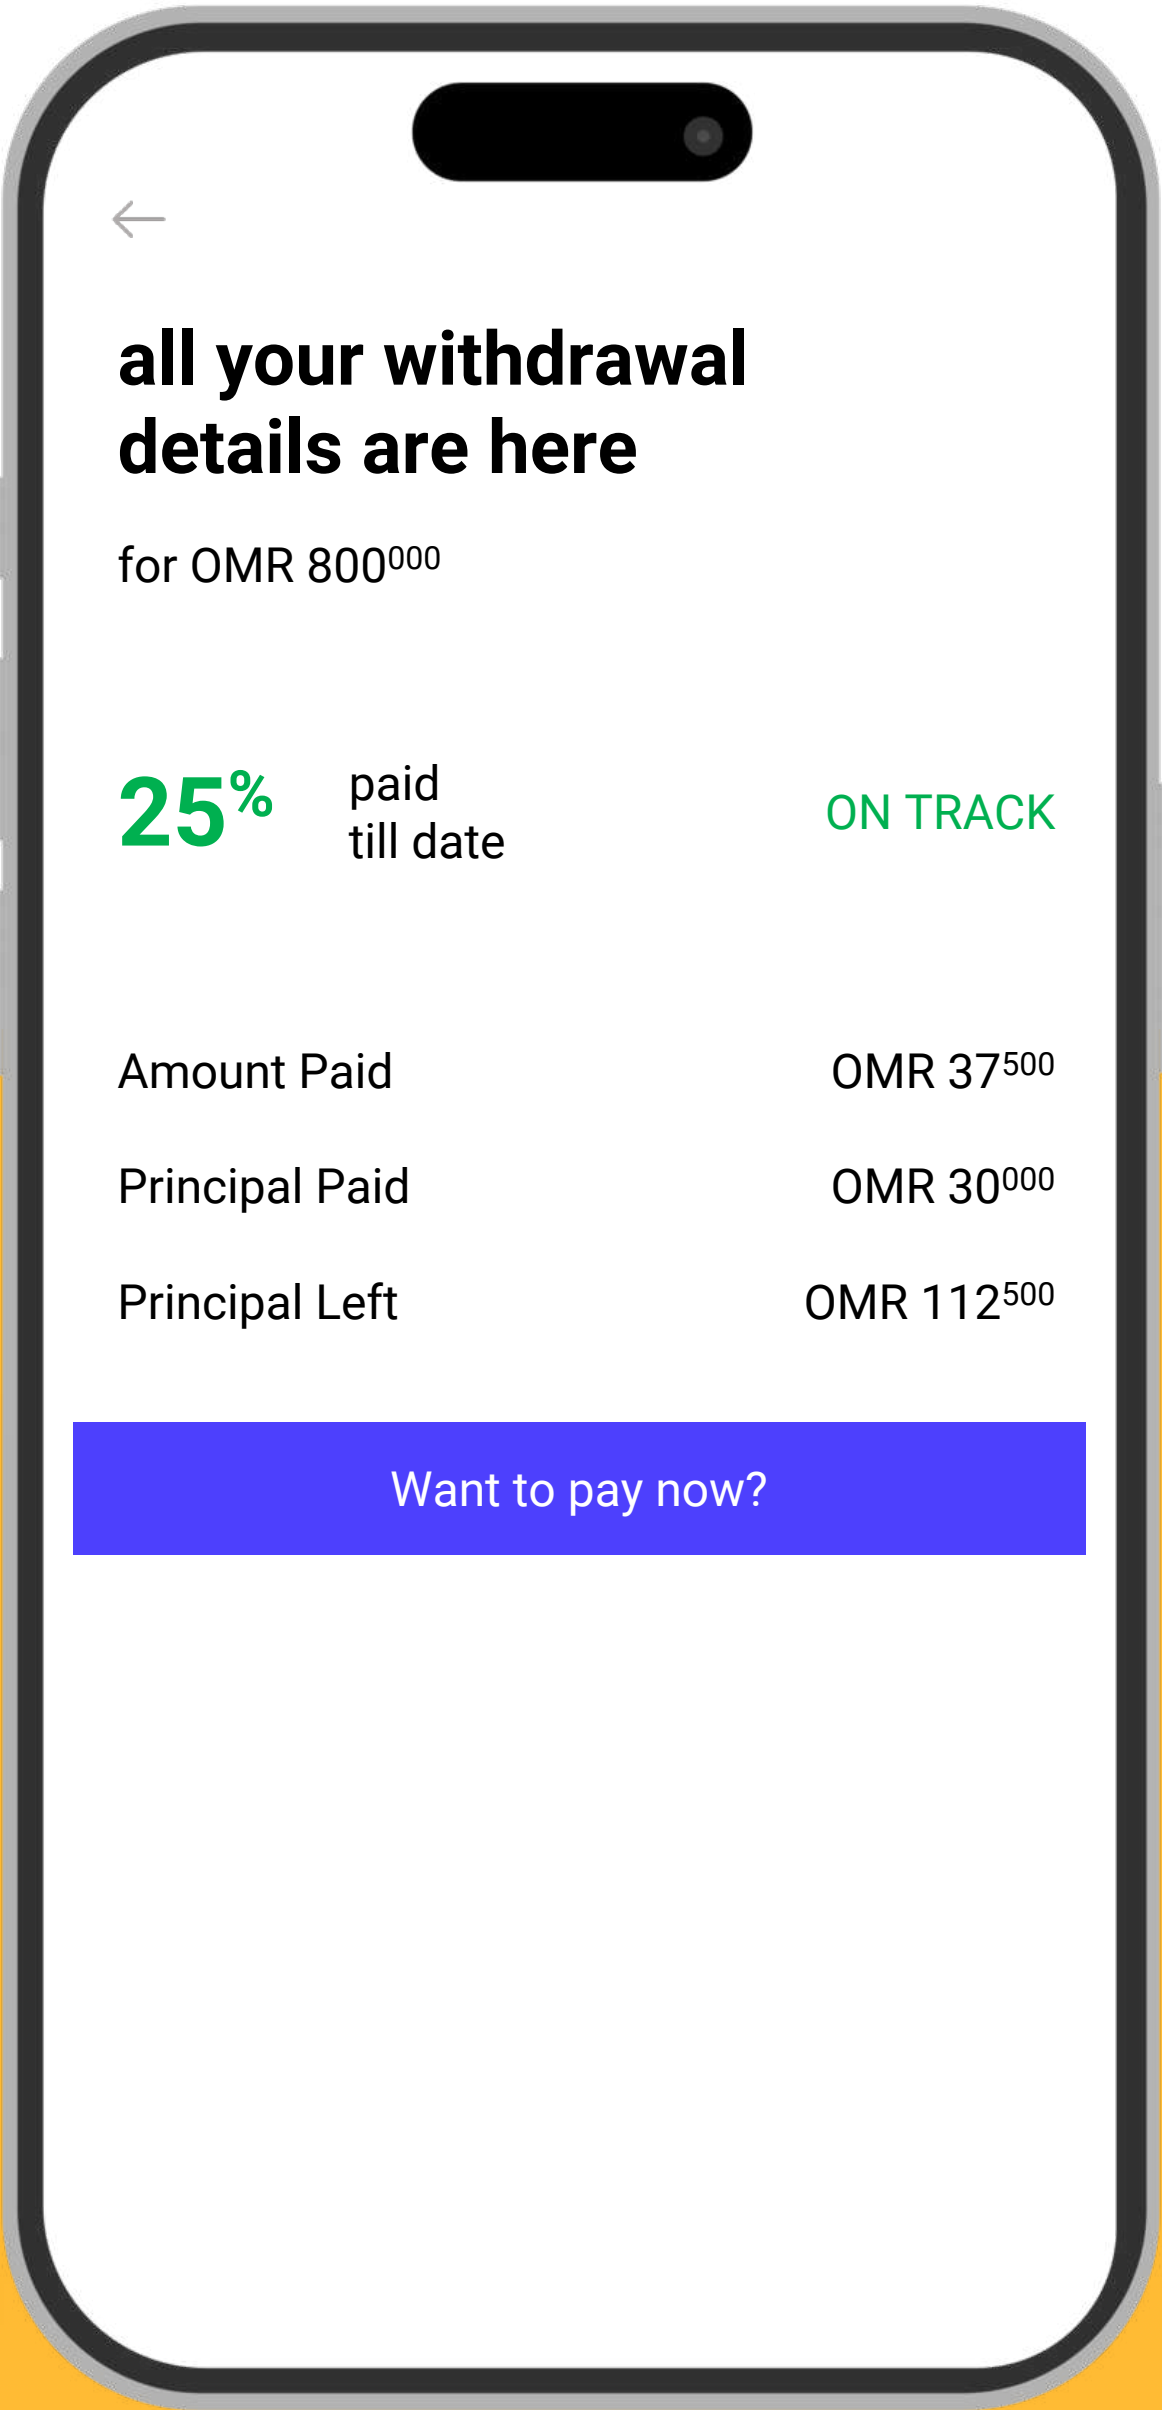 all your withdrawal
details are here
for OMR 800⁰⁰⁰
25% paid
till date
ON TRACK
Amount Paid OMR 37⁵⁰⁰
Principal Paid OMR 30⁰⁰⁰
Principal Left OMR 112⁵⁰⁰
Want to pay now?